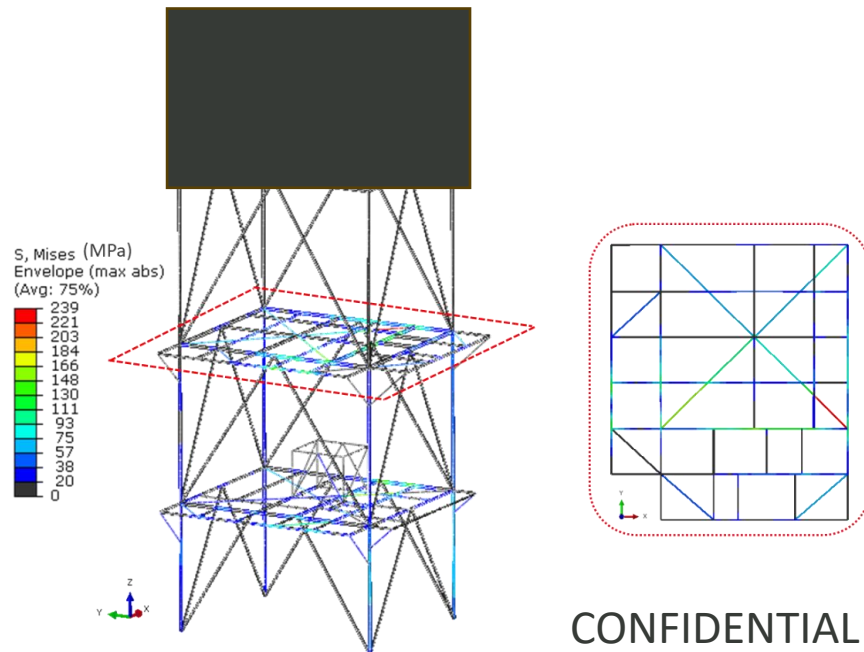 S, Mises (MPa)
Envelope (max abs)
(Avg: 75%)
239
221
203
184
166
148
130
111
93
75
57
38
20
0
Z
Y
X
Y
X
CONFIDENTIAL